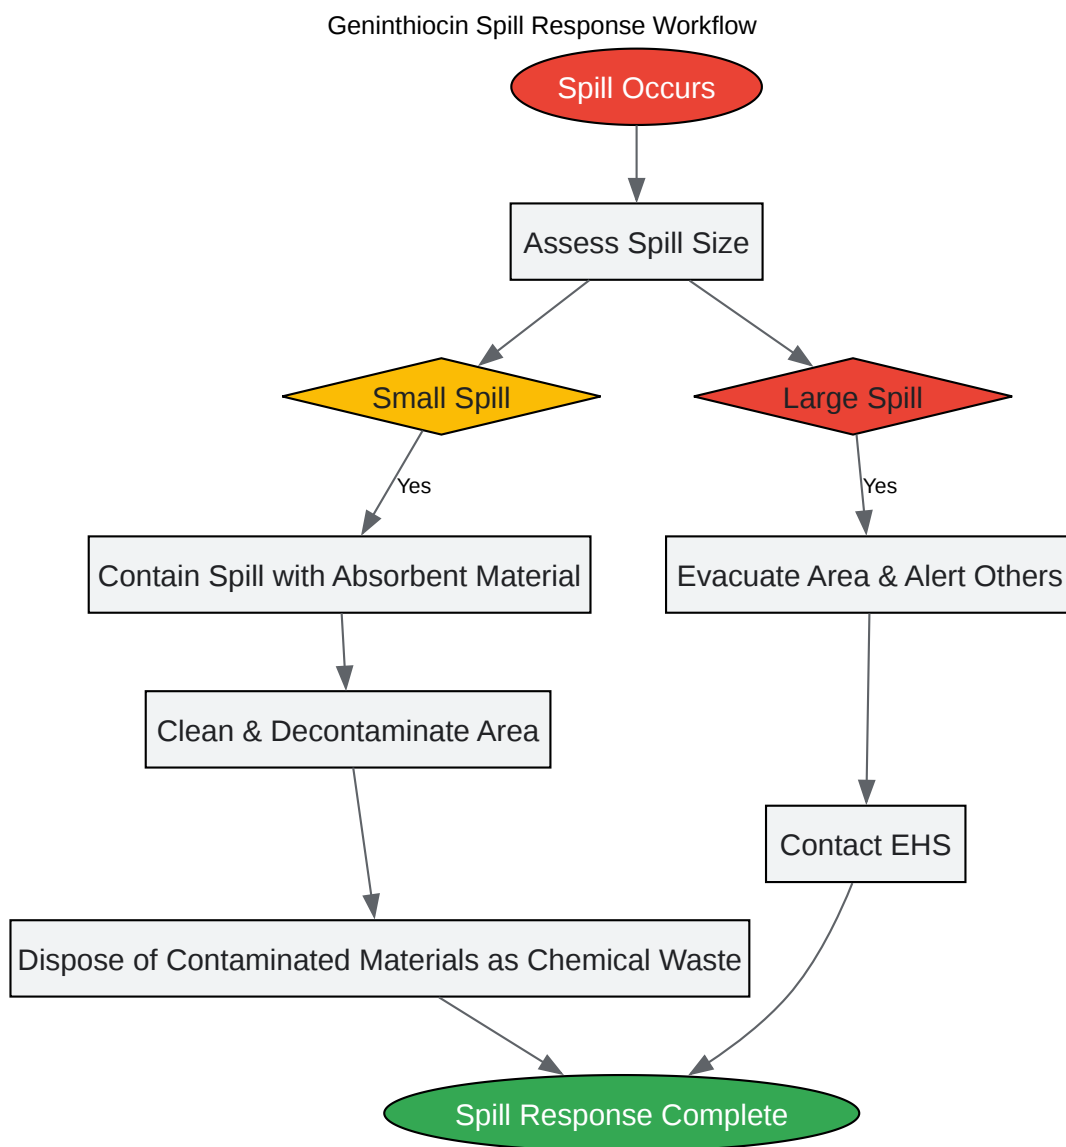 Geninthiocin Spill Response Workflow
Spill Occurs
Assess Spill Size
Small Spill
Large Spill
Yes
Yes
Contain Spill with Absorbent Material
Evacuate Area & Alert Others
Clean & Decontaminate Area
Contact EHS
Dispose of Contaminated Materials as Chemical Waste
Spill Response Complete